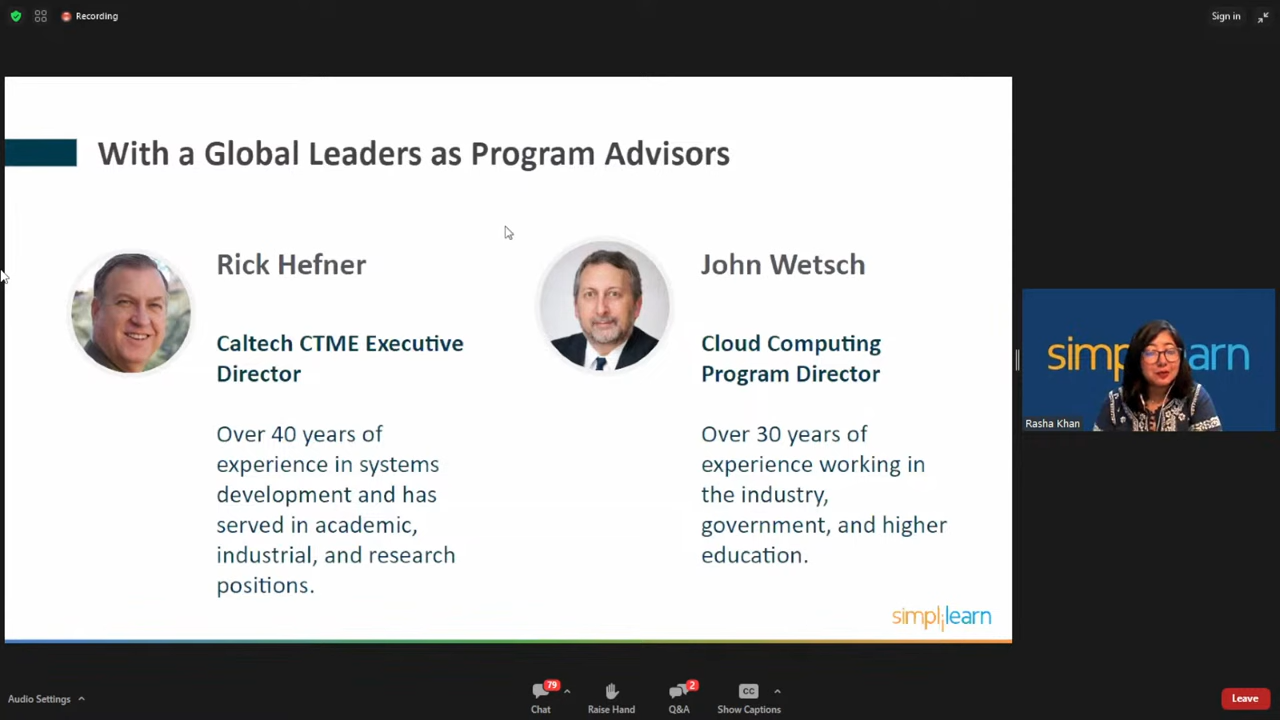 Recording
Sign in
With a Global Leaders as Program Advisors
Rick Hefner
Caltech CTME Executive
Director
Over 40 years of
experience in systems
development and has
served in academic,
industrial, and research
positions.
John Wetsch
Cloud Computing
Program Director
Over 30 years of
experience working in
the industry,
government, and higher
education.
simplilearn
simpl earn
Rasha Khan
Audio Settings
79
Chat
Raise Hand
2
Q&A
CC
Show Captions
Leave